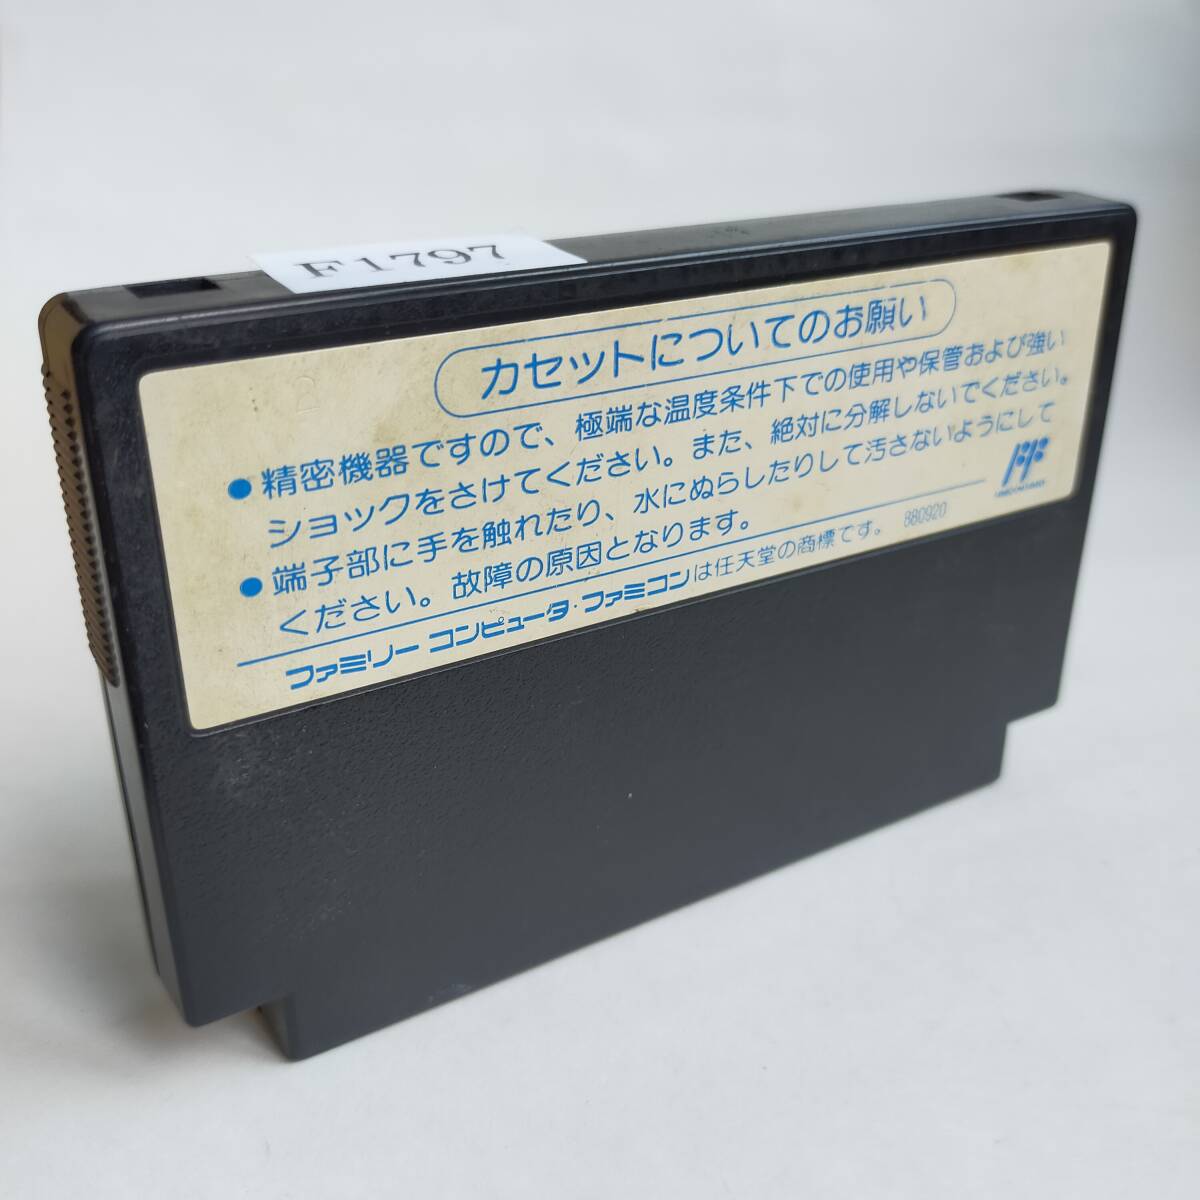 F1797
カセットについてのお願い
●精密機器ですので、極端な温度条件下での使用や保管および強い
ショックをさけてください。また、絶対に分解しないでください。
●端子部に手を触れたり、水にぬらしたりして汚さないようにして
ください。故障の原因となります。
ファミリー コンピュータ・ファミコンは任天堂の商標です。 880920
2